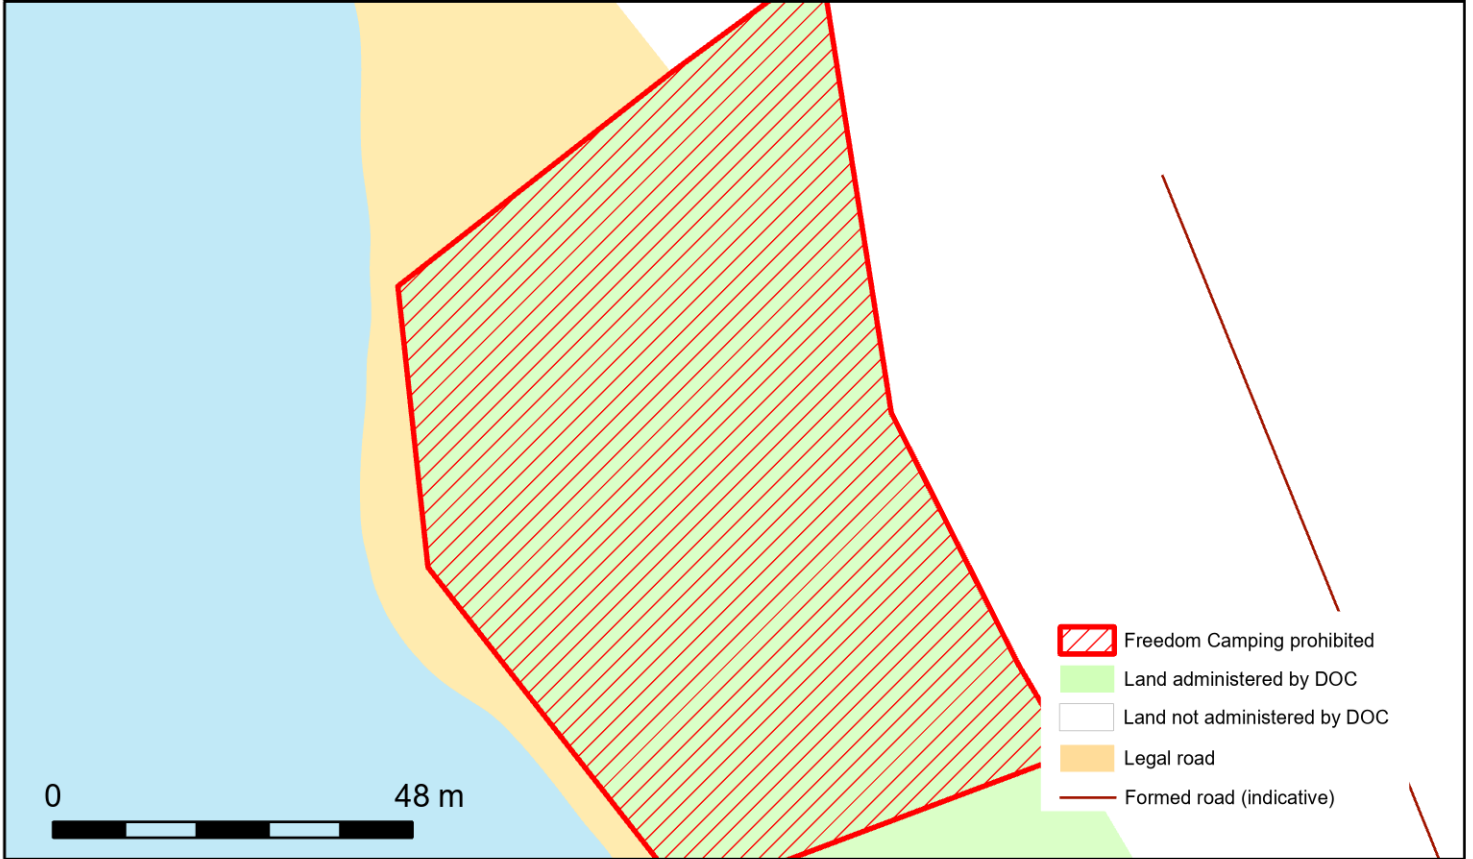 Freedom Camping prohibited
Land administered by DOC
Land not administered by DOC
Legal road
Formed road (indicative)
0 48 m